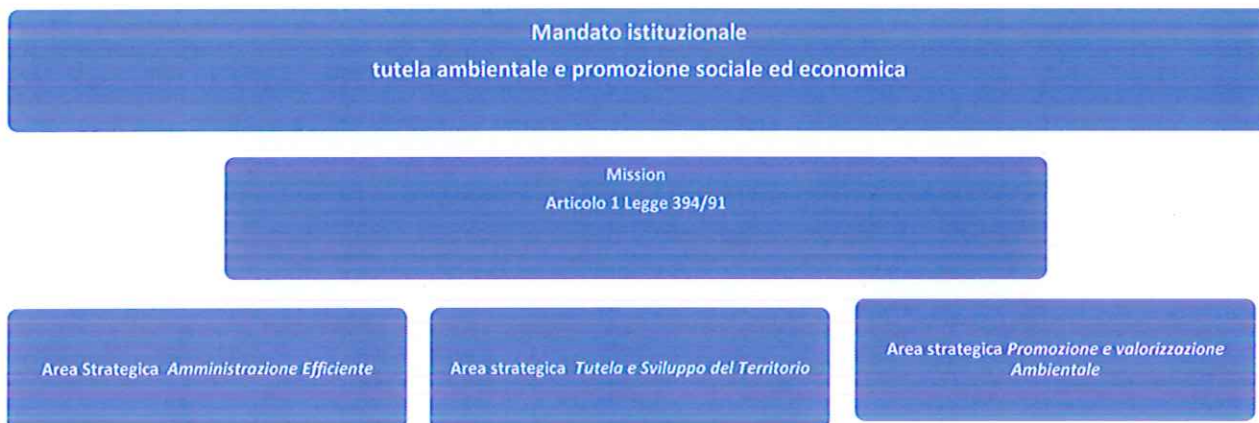 Mandato istituzionale
tutela ambientale e promozione sociale ed economica
Mission
Articolo 1 Legge 394/91
Area Strategica Amministrazione Efficiente
Area strategica Tutela e Sviluppo del Territorio
Area strategica Promozione e valorizzazione
Ambientale